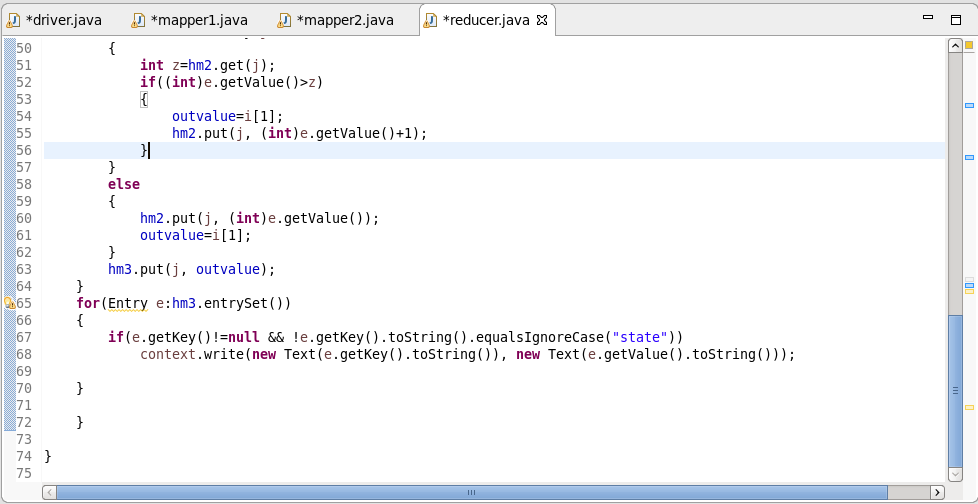 *driver.java *mapper1.java *mapper2.java *reducer.java
50 {
51 int z=hm2.get(j);
52 if((int)e.getValue()>z)
53 {
54 outvalue=i[1];
55 hm2.put(j, (int)e.getValue()+1);
56 }
57 }
58 else
59 {
60 hm2.put(j, (int)e.getValue());
61 outvalue=i[1];
62 }
63 hm3.put(j, outvalue);
64 }
65 for(Entry e:hm3.entrySet())
66 {
67 if(e.getKey()!=null && !e.getKey().toString().equalsIgnoreCase("state"))
68 context.write(new Text(e.getKey().toString()), new Text(e.getValue().toString()));
69
70 }
71
72 }
73
74 }
75